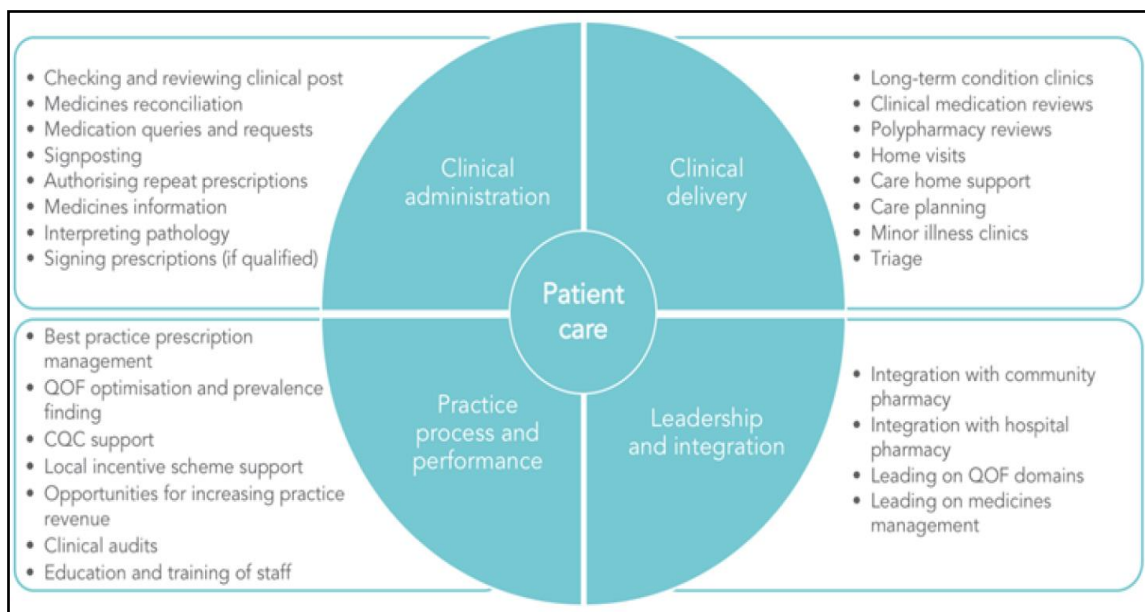 • Checking and reviewing clinical post
• Medicines reconciliation
• Medication queries and requests
• Signposting
• Authorising repeat prescriptions
• Medicines information
• Interpreting pathology
• Signing prescriptions (if qualified)
Clinical
administration
Clinical
delivery
• Long-term condition clinics
• Clinical medication reviews
• Polypharmacy reviews
• Home visits
• Care home support
• Care planning
• Minor illness clinics
• Triage
Patient
care
• Best practice prescription
management
• QOF optimisation and prevalence
finding
• CQC support
• Local incentive scheme support
• Opportunities for increasing practice
revenue
• Clinical audits
• Education and training of staff
Practice
process and
performance
Leadership
and integration
• Integration with community
pharmacy
• Integration with hospital
pharmacy
• Leading on QOF domains
• Leading on medicines
management